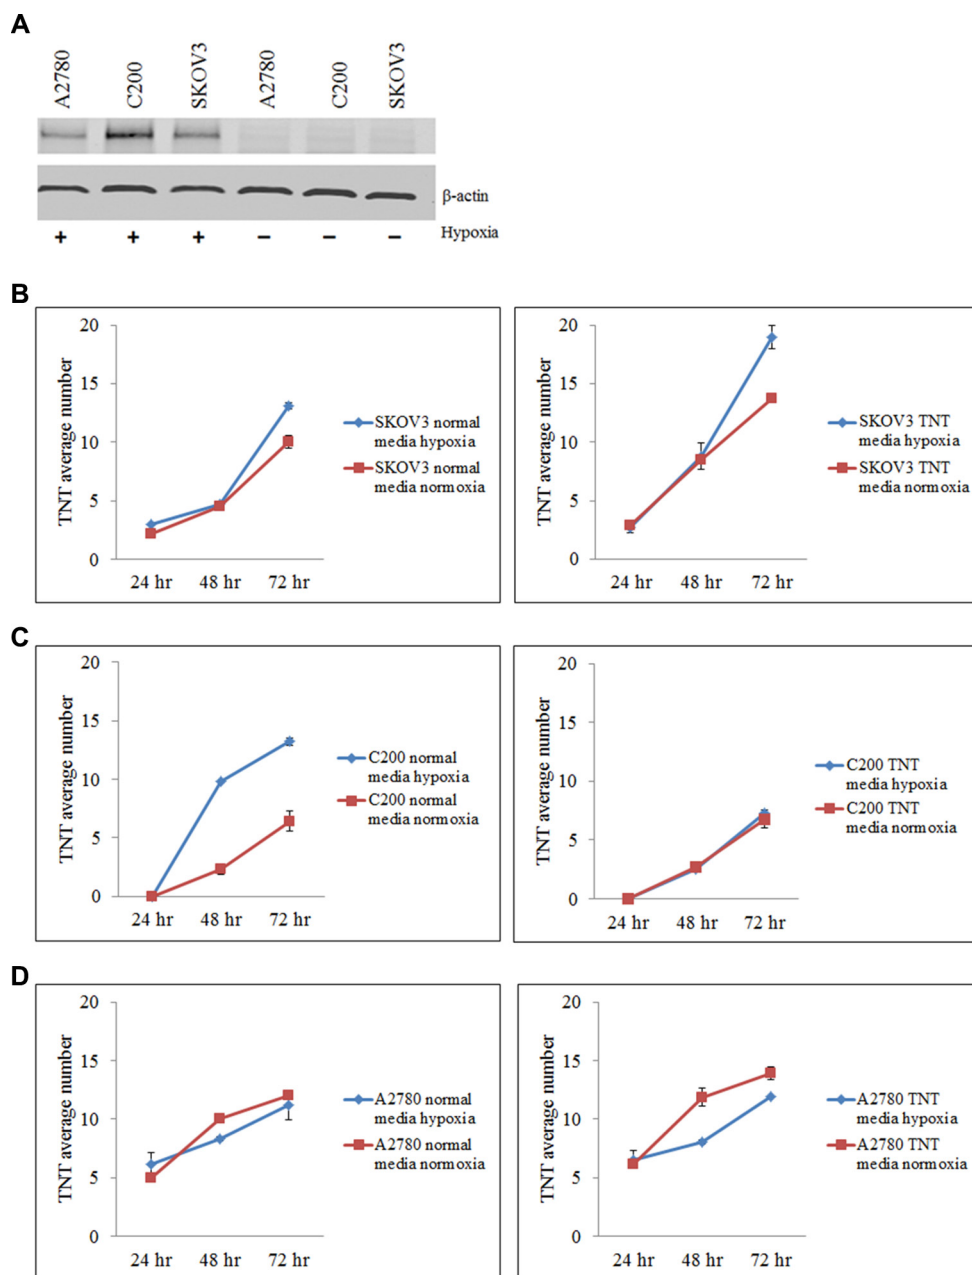 A
A2780
C200
SKOV3
A2780
C200
SKOV3
β-actin
+ + + – – –
Hypoxia
B
TNT average number
20
15
10
5
0
24 hr 48 hr 72 hr
SKOV3 normal
media hypoxia
SKOV3 normal
media normoxia
TNT average number
20
15
10
5
0
24 hr 48 hr 72 hr
SKOV3 TNT
media hypoxia
SKOV3 TNT
media normoxia
C
TNT average number
20
15
10
5
0
24 hr 48 hr 72 hr
C200 normal
media hypoxia
C200 normal
media normoxia
TNT average number
20
15
10
5
0
24 hr 48 hr 72 hr
C200 TNT
media hypoxia
C200 TNT
media normoxia
D
TNT average number
20
15
10
5
0
24 hr 48 hr 72 hr
A2780 normal
media hypoxia
A2780 normal
media normoxia
TNT average number
20
15
10
5
0
24 hr 48 hr 72 hr
A2780 TNT
media hypoxia
A2780 TNT
media normoxia